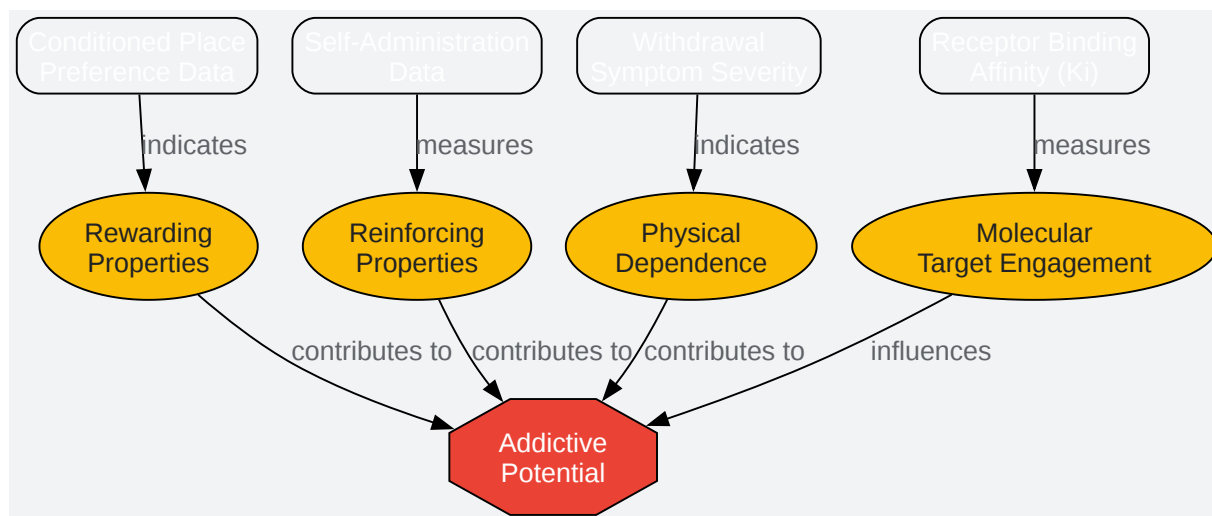 Conditioned Place
Preference Data
Self-Administration
Data
Withdrawal
Symptom Severity
Receptor Binding
Affinity (Ki)
indicates
measures
indicates
measures
Rewarding
Properties
Reinforcing
Properties
Physical
Dependence
Molecular
Target Engagement
contributes to
contributes to
contributes to
influences
Addictive
Potential